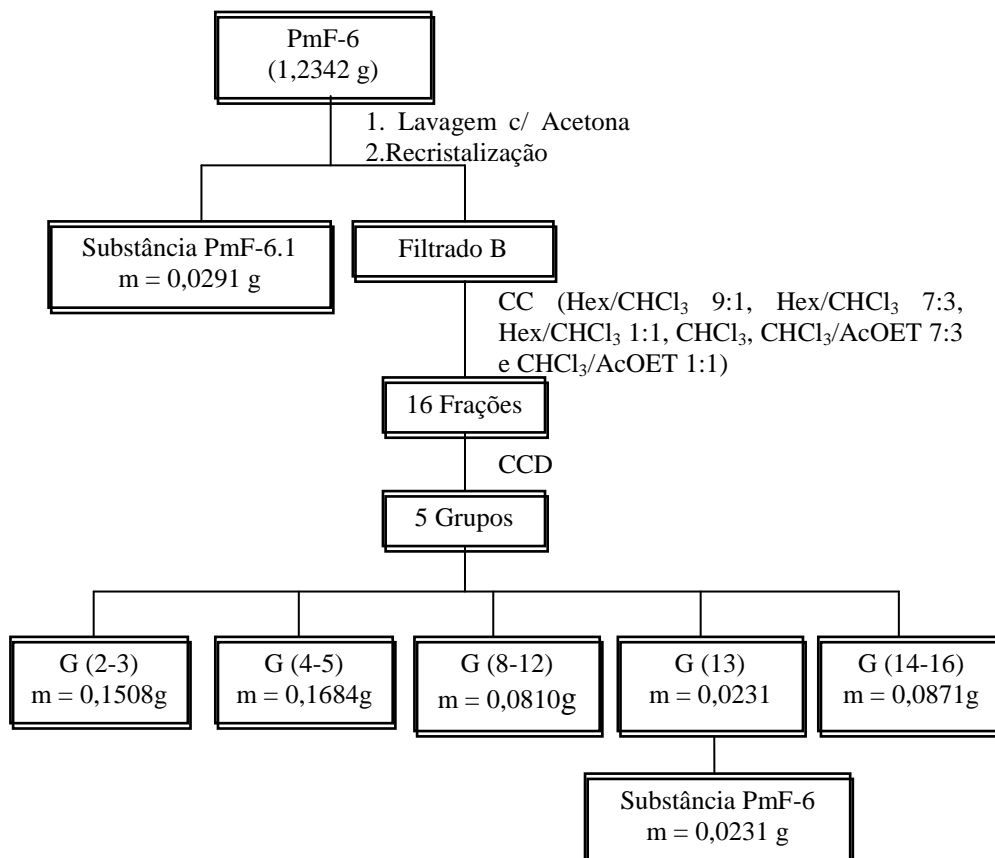 PmF-6
(1,2342 g)
1. Lavagem c/ Acetona
2.Recristalização
Substância PmF-6.1
m = 0,0291 g
Filtrado B
CC (Hex/CHCl₃ 9:1, Hex/CHCl₃ 7:3,
Hex/CHCl₃ 1:1, CHCl₃, CHCl₃/AcOET 7:3
e CHCl₃/AcOET 1:1)
16 Frações
CCD
5 Grupos
G (2-3)
m = 0,1508g
G (4-5)
m = 0,1684g
G (8-12)
m = 0,0810g
G (13)
m = 0,0231
G (14-16)
m = 0,0871g
Substância PmF-6
m = 0,0231 g